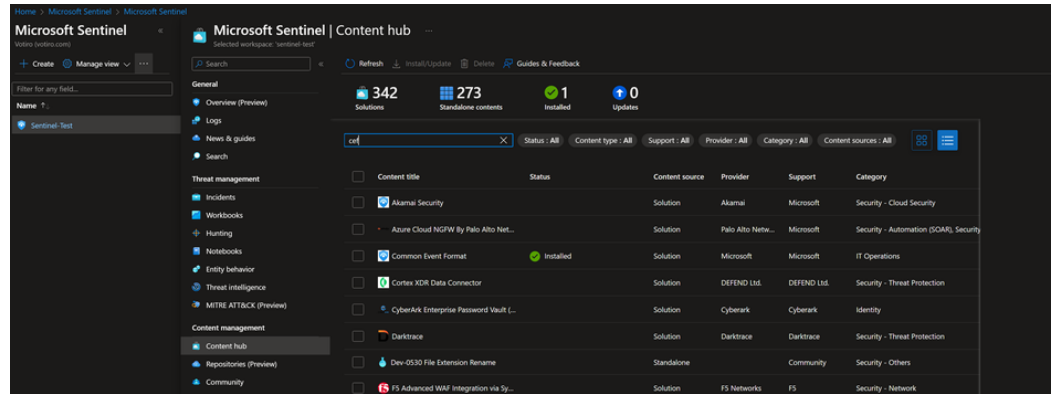 Home > Microsoft Sentinel > Microsoft Sentinel
Microsoft Sentinel «
Votiro (votiro.com)
+ Create Manage view ...
Filter for any field...
Name ↑
Sentinel-Test
Microsoft Sentinel | Content hub ...
Selected workspace: 'sentinel-test'
Search «
General
Overview (Preview)
Logs
News & guides
Search
Threat management
Incidents
Workbooks
Hunting
Notebooks
Entity behavior
Threat intelligence
MITRE ATT&CK (Preview)
Content management
Content hub
Repositories (Preview)
Community
Refresh Install/Update Delete Guides & Feedback
342 273 1 0
Solutions Standalone contents Installed Updates
cef Status : All Content type : All Support : All Provider : All Category : All Content sources : All
Content title Status Content source Provider Support Category
Akamai Security Solution Akamai Microsoft Security - Cloud Security
Azure Cloud NGFW By Palo Alto Net... Solution Palo Alto Netw... Microsoft Security - Automation (SOAR), Security
Common Event Format Installed Solution Microsoft Microsoft IT Operations
Cortex XDR Data Connector Solution DEFEND Ltd. DEFEND Ltd. Security - Threat Protection
CyberArk Enterprise Password Vault (... Solution Cyberark Cyberark Identity
Darktrace Solution Darktrace Darktrace Security - Threat Protection
Dev-0530 File Extension Rename Standalone Community Security - Others
F5 Advanced WAF Integration via Sy... Solution F5 Networks F5 Security - Network